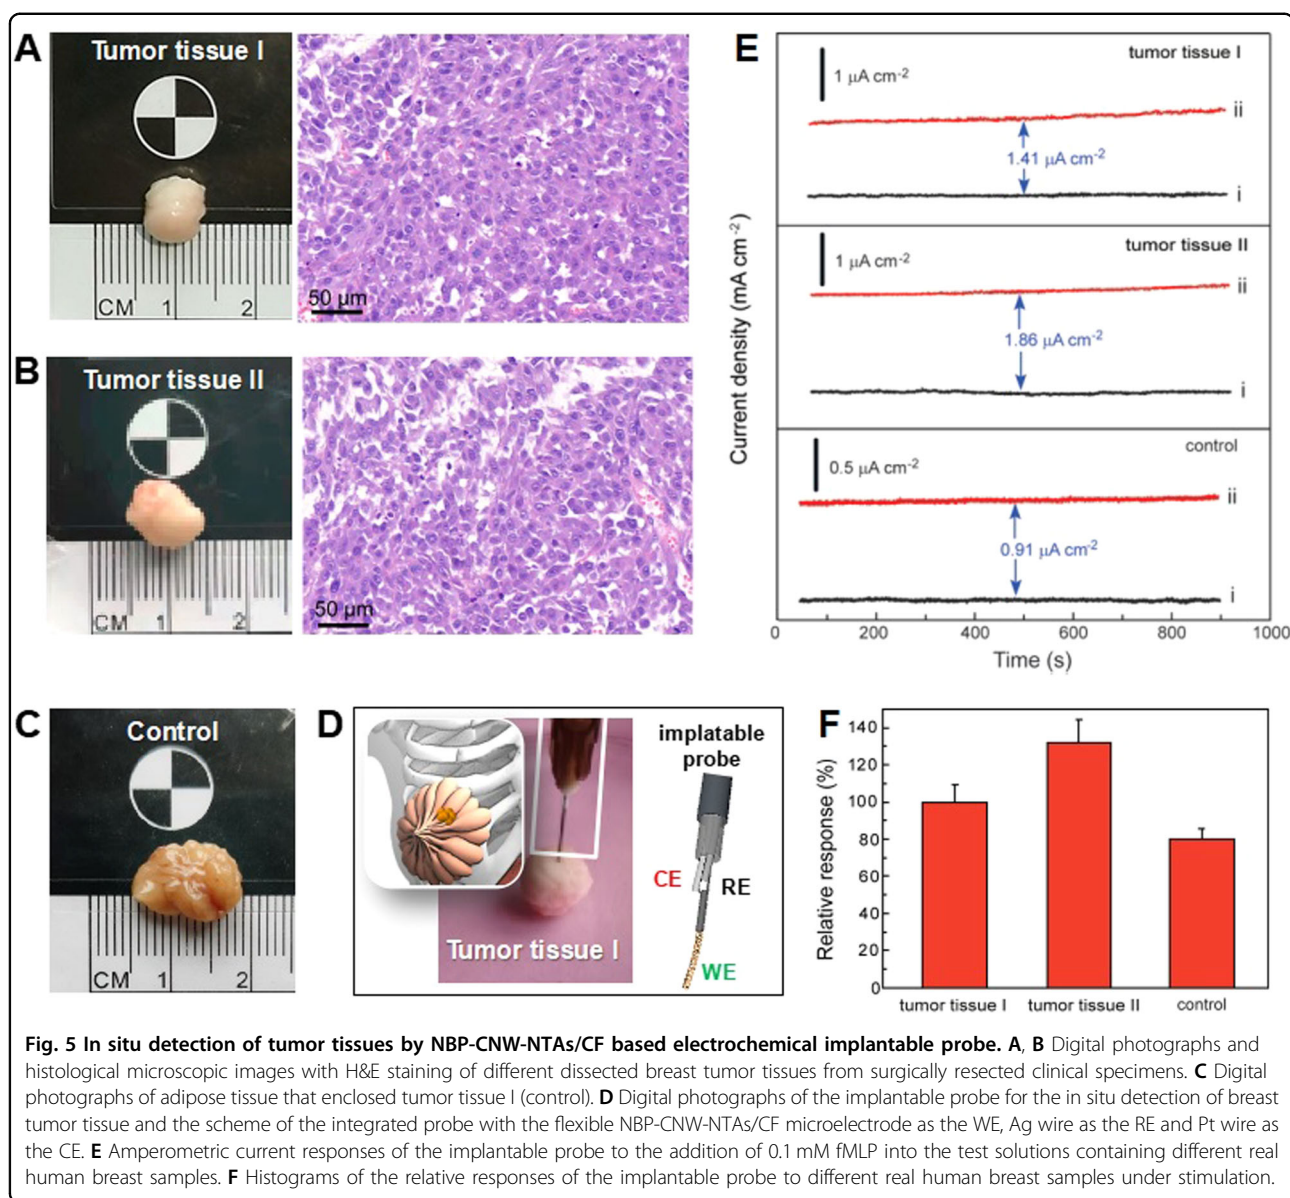 A
Tumor tissue I
CM 1 2
50 µm
B
Tumor tissue II
CM 1 2
50 µm
E
Current density (mA cm-2)
tumor tissue I
1 µA cm-2
ii
1.41 µA cm-2
i
tumor tissue II
1 µA cm-2
ii
1.86 µA cm-2
i
control
0.5 µA cm-2
ii
0.91 µA cm-2
i
0 200 400 600 800 1000
Time (s)
C
Control
CM 1 2
D
Tumor tissue I
implatable
probe
CE
RE
WE
F
Relative response (%)
140
120
100
80
60
40
20
0
tumor tissue I tumor tissue II control
Fig. 5 In situ detection of tumor tissues by NBP-CNW-NTAs/CF based electrochemical implantable probe. A, B Digital photographs and
histological microscopic images with H&E staining of different dissected breast tumor tissues from surgically resected clinical specimens. C Digital
photographs of adipose tissue that enclosed tumor tissue I (control). D Digital photographs of the implantable probe for the in situ detection of breast
tumor tissue and the scheme of the integrated probe with the flexible NBP-CNW-NTAs/CF microelectrode as the WE, Ag wire as the RE and Pt wire as
the CE. E Amperometric current responses of the implantable probe to the addition of 0.1 mM fMLP into the test solutions containing different real
human breast samples. F Histograms of the relative responses of the implantable probe to different real human breast samples under stimulation.